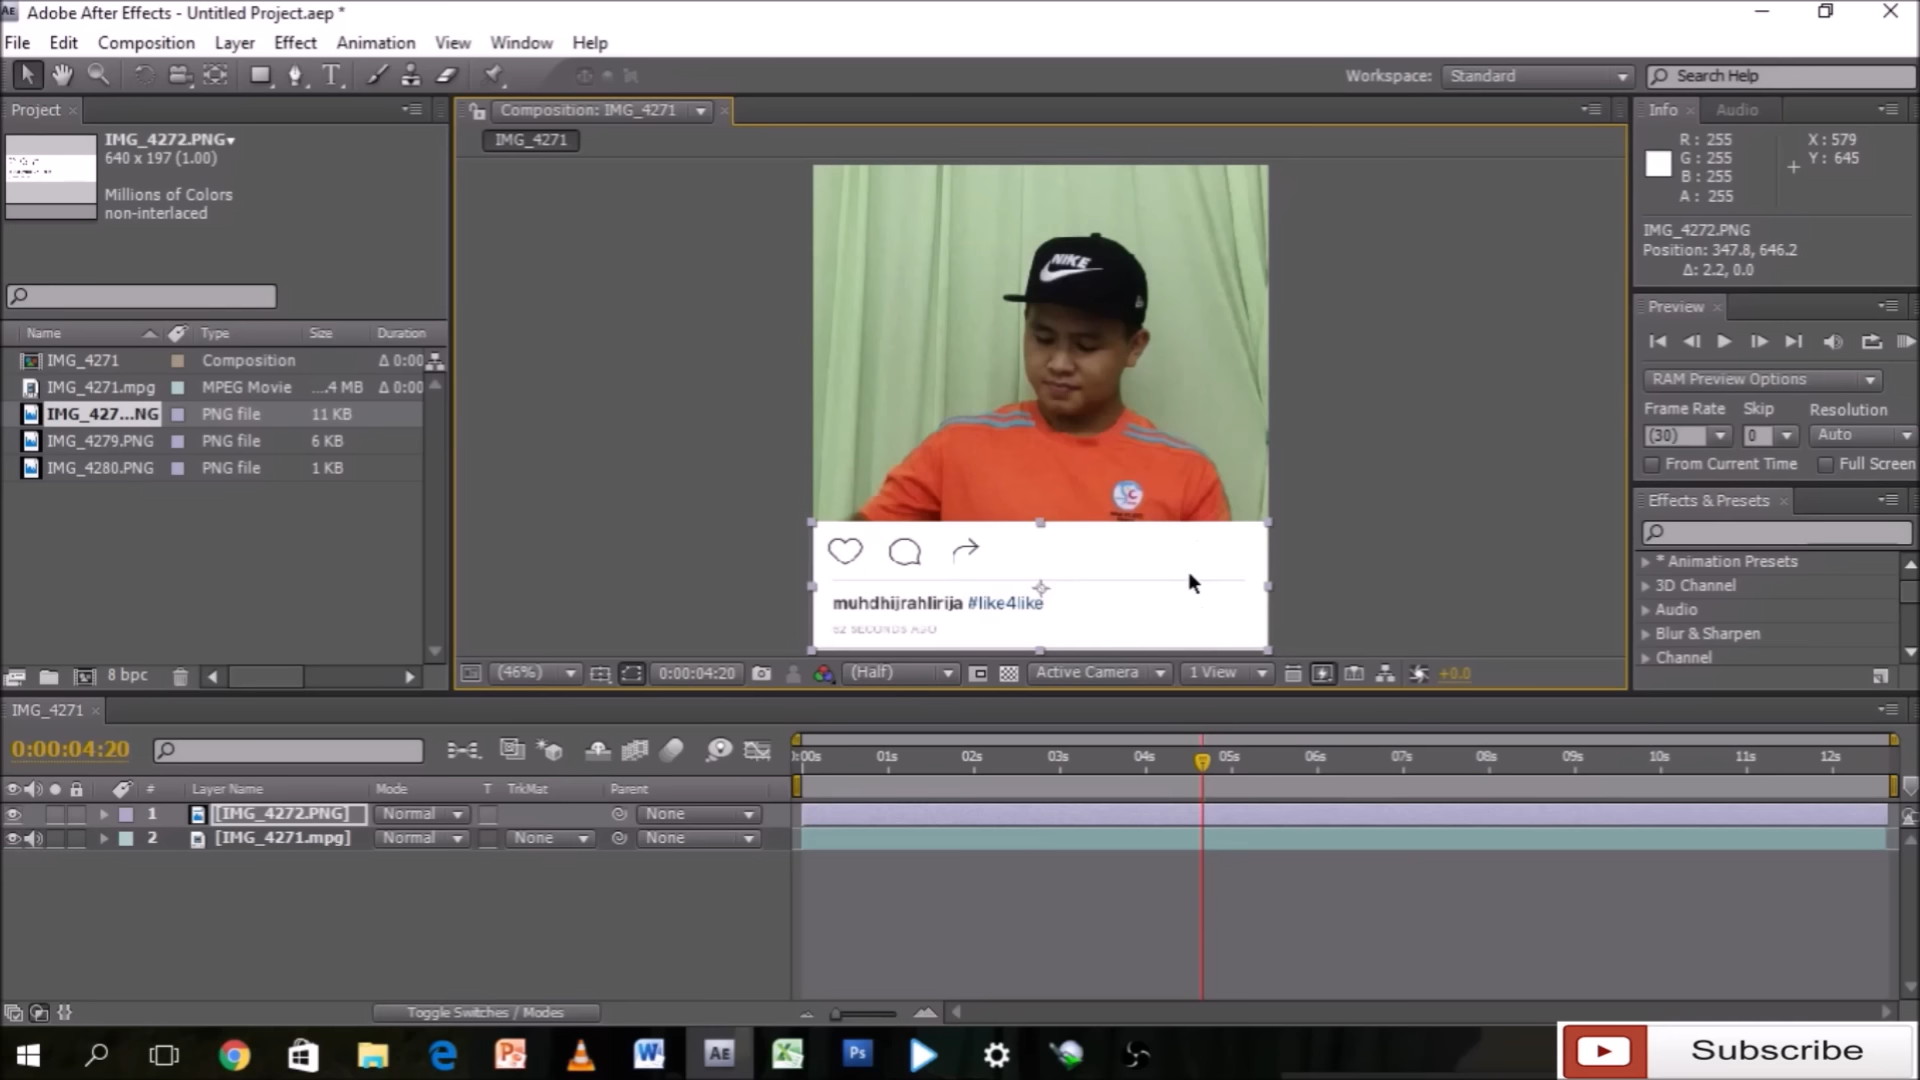 Adobe After Effects - Untitled Project.aep *
File Edit Composition Layer Effect Animation View Window Help
Workspace: Standard Search Help
Project
IMG_4272.PNG
640 x 197 (1.00)
Millions of Colors
non-interlaced
Name Type Size Duration
IMG_4271 Composition Δ 0:00
IMG_4271.mpg MPEG Movie ....4 MB Δ 0:00
IMG_427...NG PNG file 11 KB
IMG_4279.PNG PNG file 6 KB
IMG_4280.PNG PNG file 1 KB
8 bpc
Composition: IMG_4271
IMG_4271
NIKE
muhdhijrahlirija #like4like
52 SECONDS AGO
(46%) 0:00:04:20 (Half) Active Camera 1 View +0.0
Info Audio
R: 255 X: 579
G: 255 Y: 645
B: 255
A: 255
IMG_4272.PNG
Position: 347.8, 646.2
Δ: 2.2, 0.0
Preview
RAM Preview Options
Frame Rate Skip Resolution
(30) 0 Auto
From Current Time Full Screen
Effects & Presets
* Animation Presets
3D Channel
Audio
Blur & Sharpen
Channel
IMG_4271
0:00:04:20
):00s 01s 02s 03s 04s 05s 06s 07s 08s 09s 10s 11s 12s
# Layer Name Mode T TrkMat Parent
1 [IMG_4272.PNG] Normal None
2 [IMG_4271.mpg] Normal None None
Toggle Switches / Modes
Subscribe